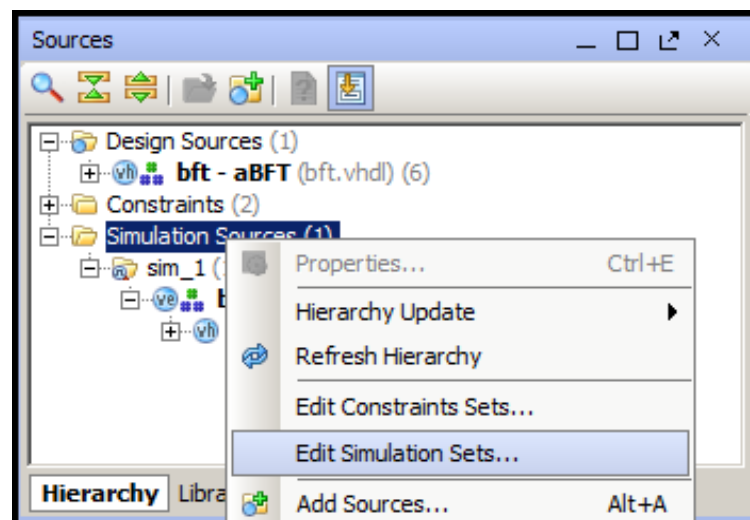 Sources
Design Sources (1)
bft - aBFT (bft.vhdl) (6)
Constraints (2)
Simulation Sources (1)
sim_1 (
Properties... Ctrl+E
Hierarchy Update
Refresh Hierarchy
Edit Constraints Sets...
Edit Simulation Sets...
Hierarchy Libra
Add Sources... Alt+A